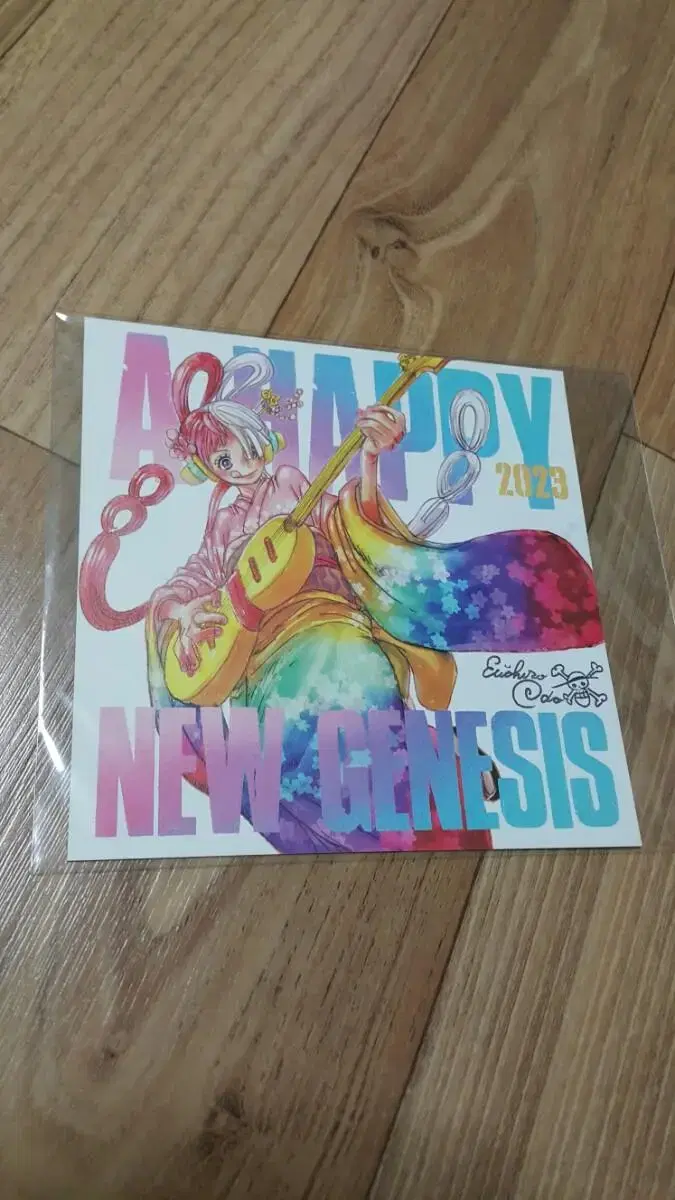 A HAPPY
2023
Eiichiro
Oda
NEW GENESIS